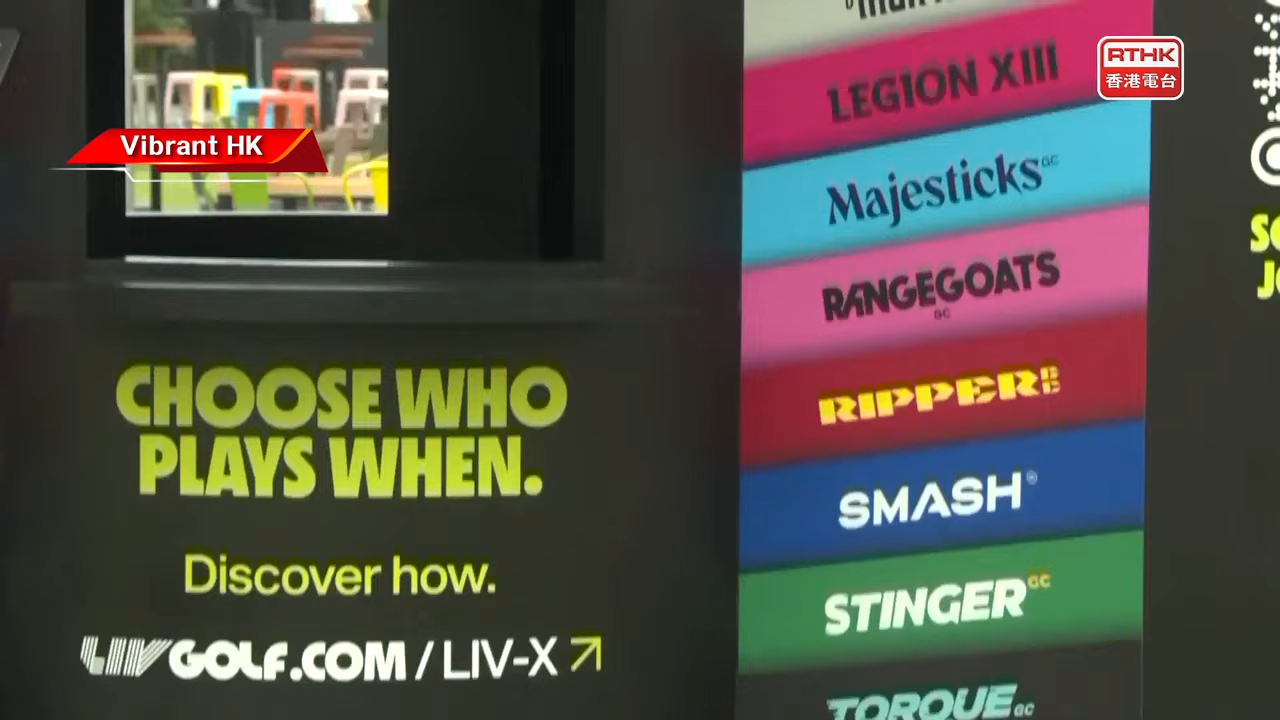 Vibrant HK
RTHK
香港電台
CHOOSE WHO
PLAYS WHEN.
Discover how.
LIVGOLF.COM / LIV-X
LEGION XIII
Majesticks GC
RANGEGOATS
GC
RIPPER GC
SMASH®
STINGER GC
TORQUE GC